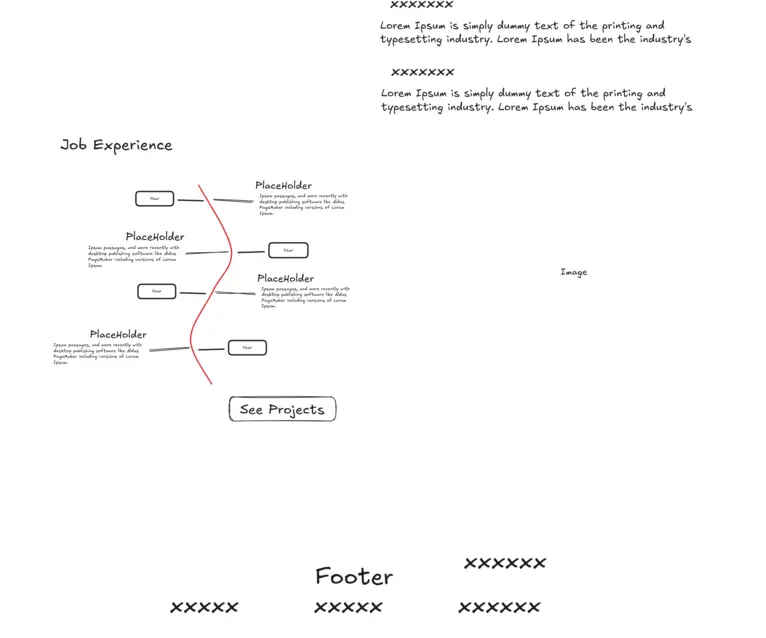 xxxxxxx
Lorem Ipsum is simply dummy text of the printing and
typesetting industry. Lorem Ipsum has been the industry's
xxxxxxx
Lorem Ipsum is simply dummy text of the printing and
typesetting industry. Lorem Ipsum has been the industry's
Job Experience
Year
PlaceHolder
Ipsum passages, and more recently with
desktop publishing software like Aldus
PageMaker including versions of Lorem
Ipsum.
PlaceHolder
Ipsum passages, and more recently with
desktop publishing software like Aldus
PageMaker including versions of Lorem
Ipsum.
Year
Year
PlaceHolder
Ipsum passages, and more recently with
desktop publishing software like Aldus
PageMaker including versions of Lorem
Ipsum.
PlaceHolder
Ipsum passages, and more recently with
desktop publishing software like Aldus
PageMaker including versions of Lorem
Ipsum.
Year
See Projects
Image
Footer
xxxxxx
xxxxx
xxxxx
xxxxxx